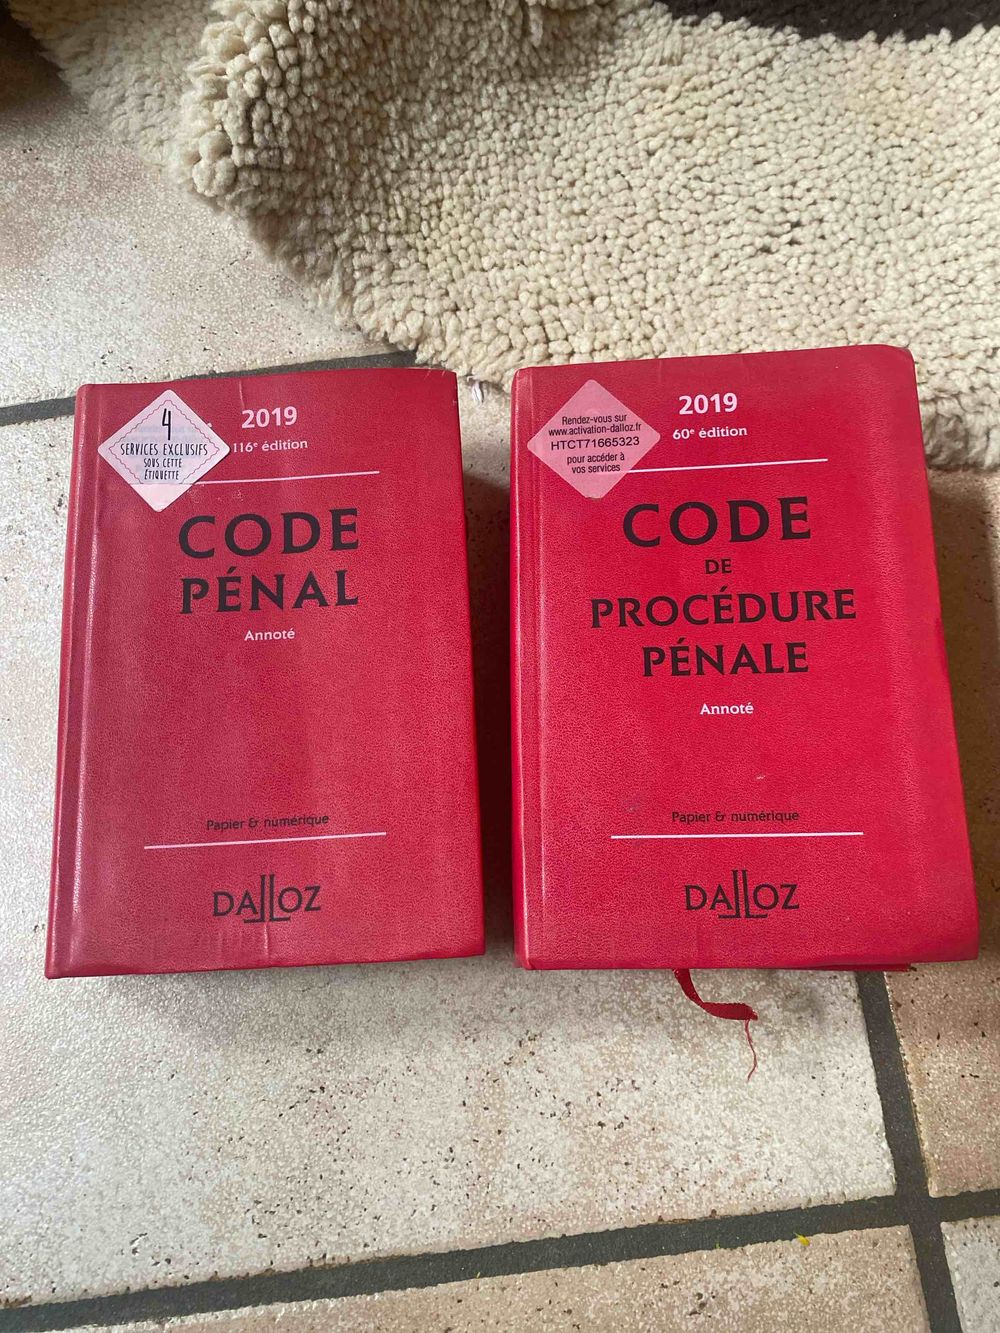 4
SERVICES EXCLUSIFS
SOUS CETTE
ÉTIQUETTE
2019
116e édition
CODE
PÉNAL
Annoté
Papier & numérique
DALLOZ
Rendez-vous sur
www.activation-dalloz.fr
HTCT71665323
pour accéder à
vos services
2019
60e édition
CODE
DE
PROCÉDURE
PÉNALE
Annoté
Papier & numérique
DALLOZ